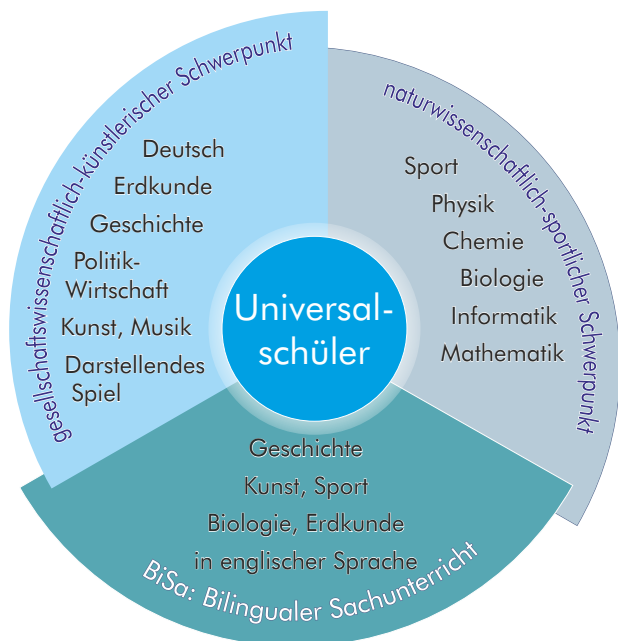 gesellschaftswissenschaftlich-künstlerischer Schwerpunkt
Deutsch
Erdkunde
Geschichte
Politik-
Wirtschaft
Kunst, Musik
Darstellendes
Spiel
naturwissenschaftlich-sportlicher Schwerpunkt
Sport
Physik
Chemie
Biologie
Informatik
Mathematik
Universal-
schüler
Geschichte
Kunst, Sport
Biologie, Erdkunde
in englischer Sprache
BiSa: Bilingualer Sachunterricht